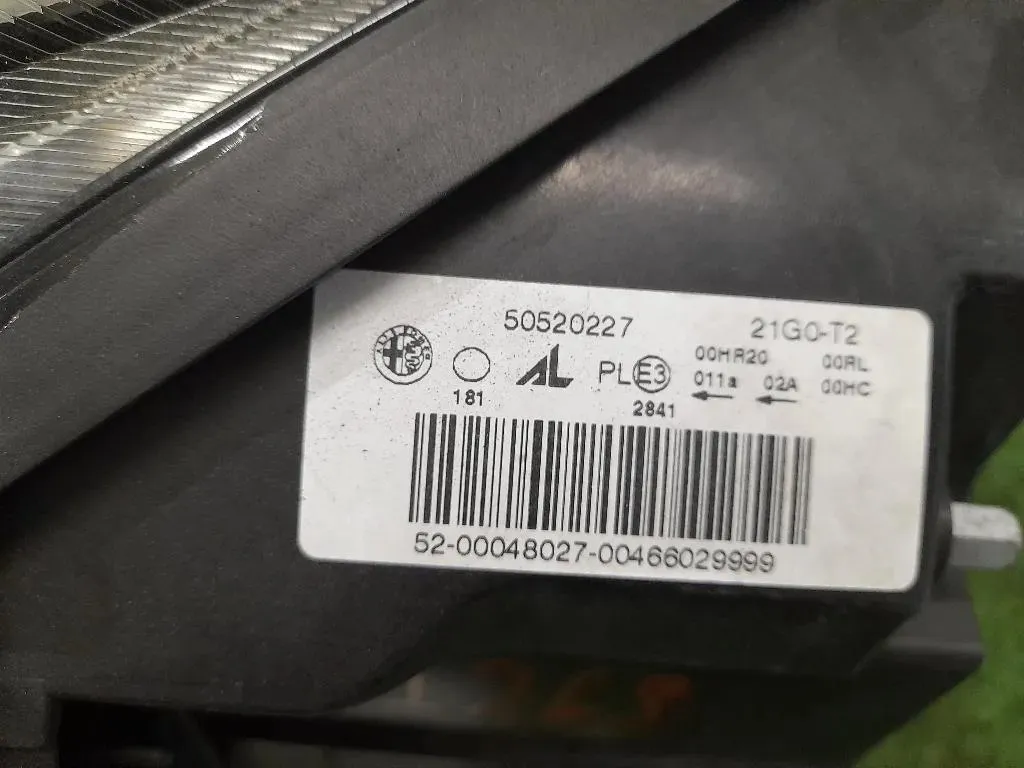 50520227 21G0-T2
00HR20 00RL
AL PL E3 011a 02A 00HC
181 2841
52-00048027-00466029999